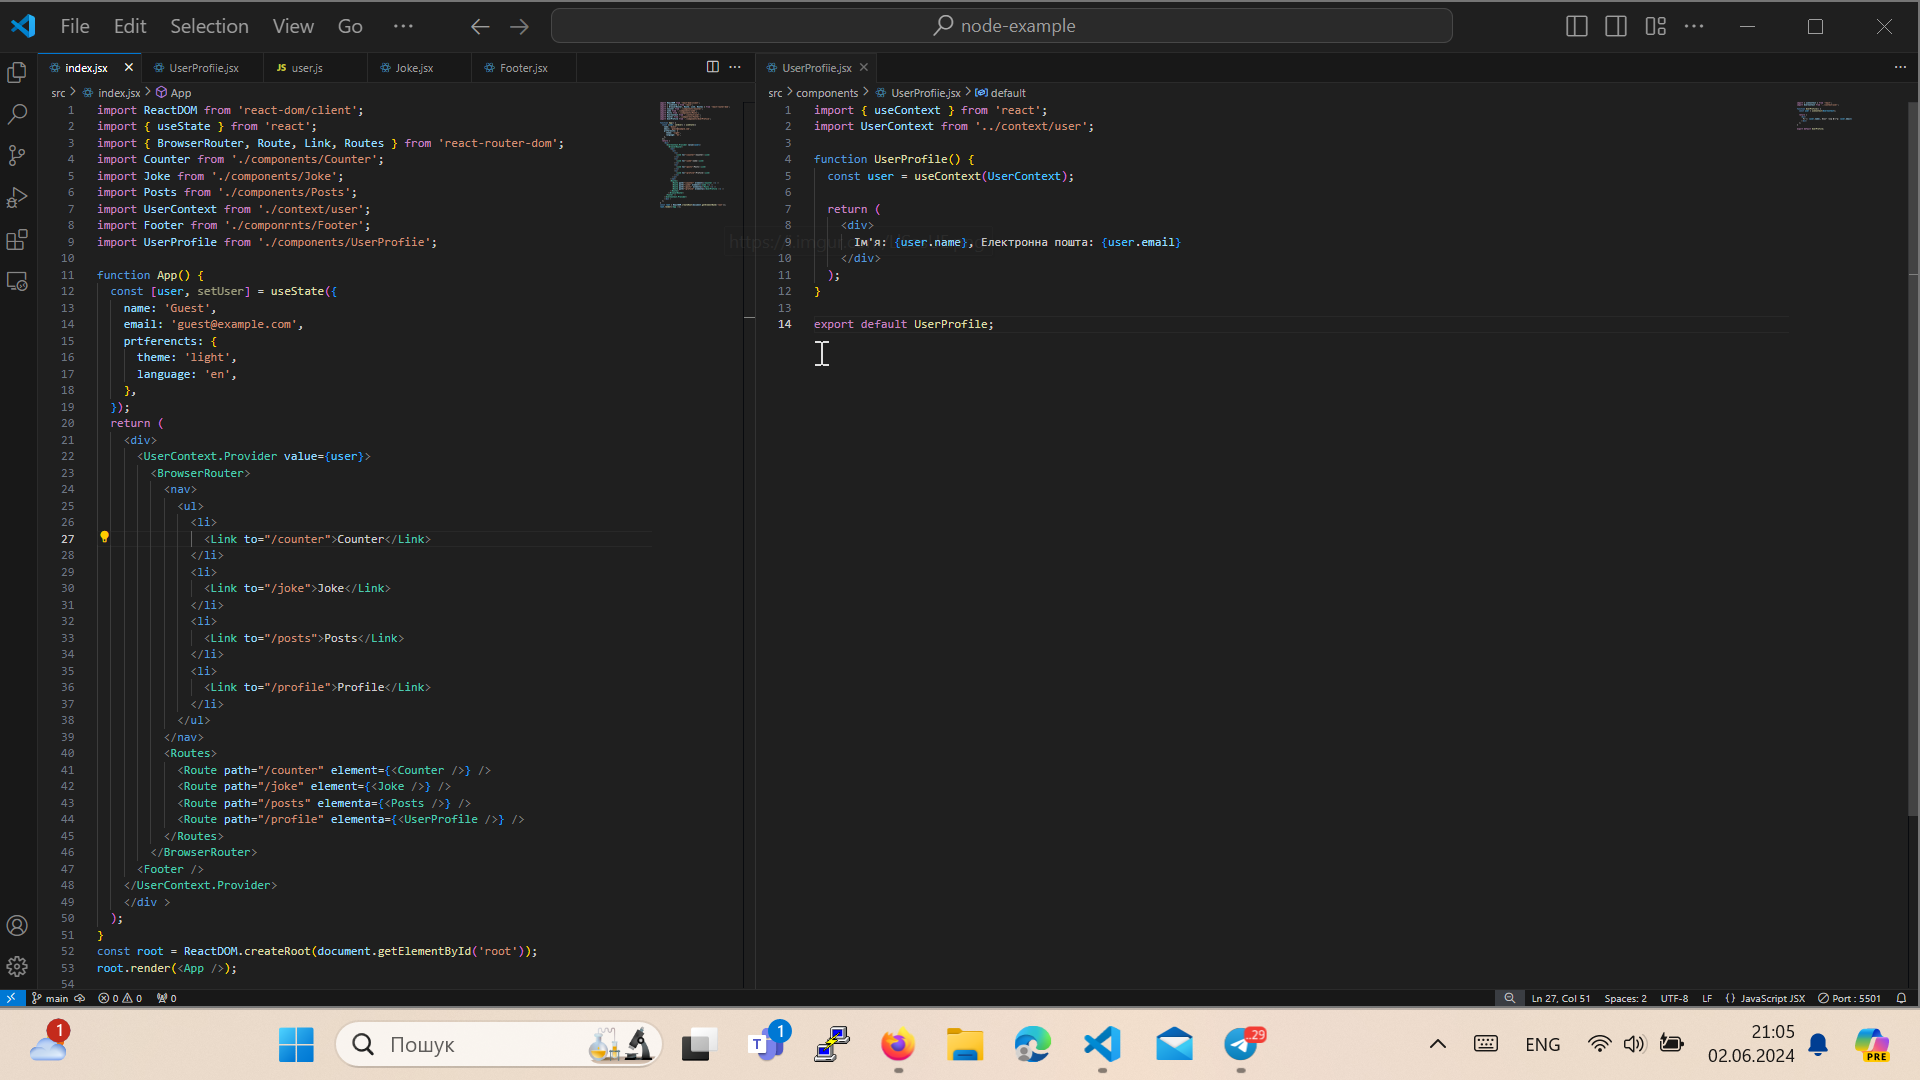 File Edit Selection View Go ··· node-example
index.jsx UserProfiie.jsx user.js Joke.jsx Footer.jsx
src > index.jsx > App
1 import ReactDOM from 'react-dom/client';
2 import { useState } from 'react';
3 import { BrowserRouter, Route, Link, Routes } from 'react-router-dom';
4 import Counter from './components/Counter';
5 import Joke from './componrnts/Joke';
6 import Posts from './components/Posts';
7 import UserContext from './context/user';
8 import Footer from './componrnts/Footer';
9 import UserProfile from './components/UserProfiie';
10
11 function App() {
12 const [user, setUser] = useState({
13 name: 'Guest',
14 email: 'guest@example.com',
15 prtferencts: {
16 theme: 'light',
17 language: 'en',
18 },
19 });
20 return (
21 <div>
22 <UserContext.Provider value={user}>
23 <BrowserRouter>
24 <nav>
25 <ul>
26 <li>
27 <Link to="/counter">Counter</Link>
28 </li>
29 <li>
30 <Link to="/joke">Joke</Link>
31 </li>
32 <li>
33 <Link to="/posts">Posts</Link>
34 </li>
35 <li>
36 <Link to="/profile">Profile</Link>
37 </li>
38 </ul>
39 </nav>
40 <Routes>
41 <Route path="/counter" element={<Counter />} />
42 <Route path="/joke" element={<Joke />} />
43 <Route path="/posts" elementa={<Posts />} />
44 <Route path="/profile" elementa={<UserProfile />} />
45 </Routes>
46 </BrowserRouter>
47 <Footer />
48 </UserContext.Provider>
49 </div >
50 );
51 }
52 const root = ReactDOM.createRoot(document.getElementById('root'));
53 root.render(<App />);
54
UserProfiie.jsx
src > components > UserProfiie.jsx > default
1 import { useContext } from 'react';
2 import UserContext from '../context/user';
3
4 function UserProfile() {
5 const user = useContext(UserContext);
6
7 return (
8 <div>
9 Ім'я: {user.name}, Електронна пошта: {user.email}
10 </div>
11 );
12 }
13
14 export default UserProfile;
main 0 0 0 Ln 27, Col 51 Spaces: 2 UTF-8 LF {} JavaScript JSX Port : 5501
1 Пошук 1 ..29 ENG 21:05
02.06.2024 PRE